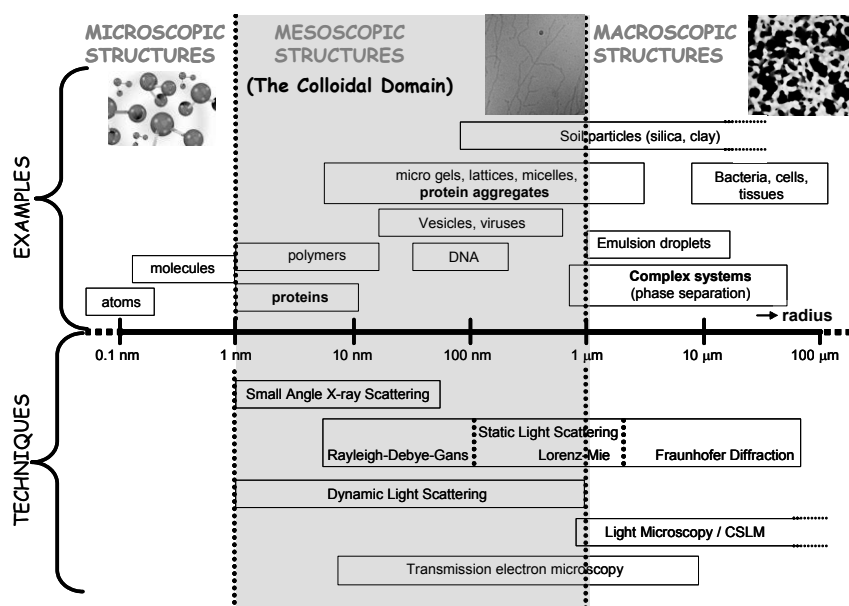 MICROSCOPIC
STRUCTURES
MESOSCOPIC
STRUCTURES
(The Colloidal Domain)
MACROSCOPIC
STRUCTURES
EXAMPLES
Soil particles (silica, clay)
micro gels, lattices, micelles,
protein aggregates
Bacteria, cells,
tissues
Vesicles, viruses
polymers
DNA
Emulsion droplets
molecules
Complex systems
(phase separation)
atoms
proteins
radius
0.1 nm
1 nm
10 nm
100 nm
1 μm
10 μm
100 μm
TECHNIQUES
Small Angle X-ray Scattering
Static Light Scattering
Rayleigh-Debye-Gans
Lorenz-Mie
Fraunhofer Diffraction
Dynamic Light Scattering
Light Microscopy / CSLM
Transmission electron microscopy